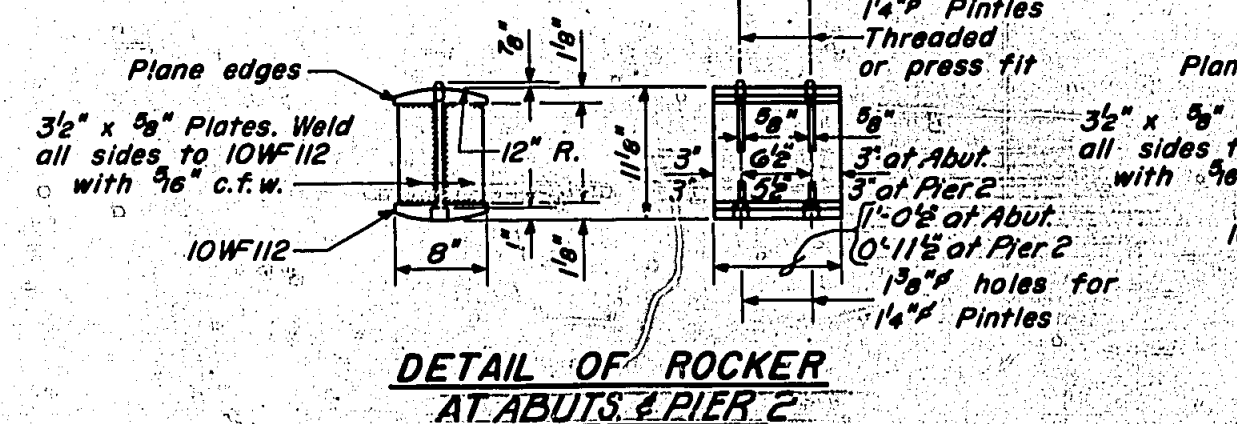 1¼"⌀ Pintles
Threaded
or press fit
Plane edges
Plan
⅞"
1⅛"
3½" x ⅝" Plates. Weld
all sides to 10WF112
with 5/16" c.f.w.
12" R.
11⅛"
3"
3"
⅝"
⅝"
6½"
3" at Abut.
5½"
3" at Pier 2
3½" x ⅝"
all sides t
with 5/16
10WF112
8"
1"
1⅛"
1'-0½" at Abut.
0'-11½" at Pier 2
1⅜"⌀ holes for
1¼"⌀ Pintles
1
DETAIL OF ROCKER
AT ABUTS. & PIER 2